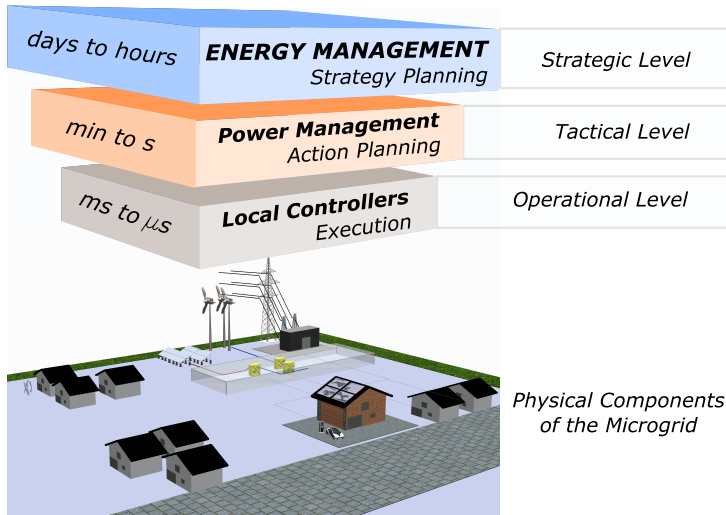 days to hours
ENERGY MANAGEMENT
Strategy Planning
Strategic Level
min to s
Power Management
Action Planning
Tactical Level
ms to μs
Local Controllers
Execution
Operational Level
Physical Components
of the Microgrid